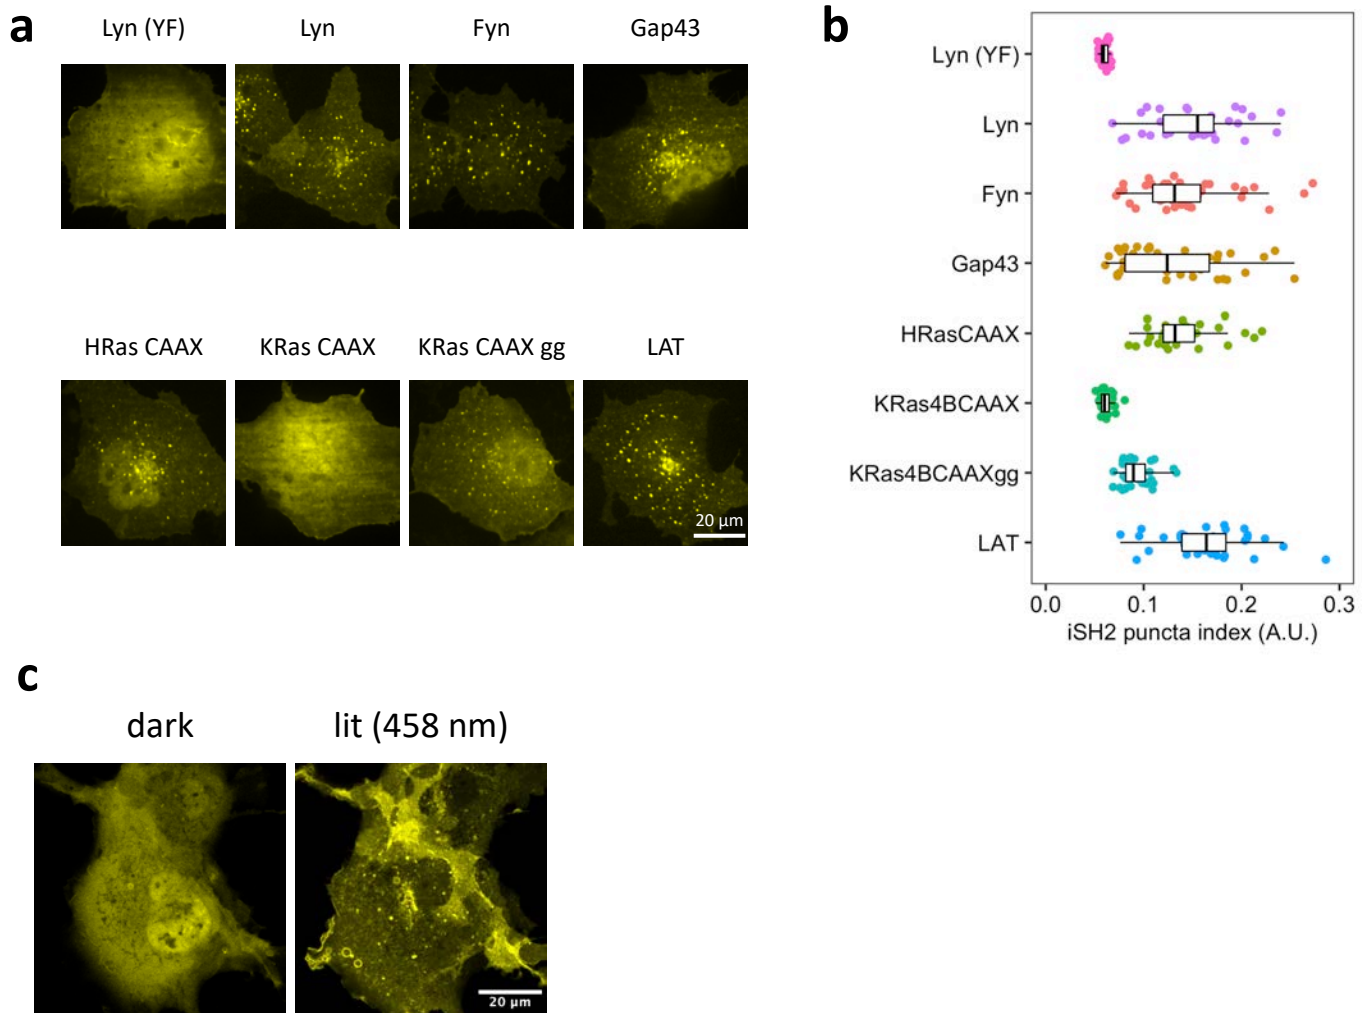 a
Lyn (YF)
Lyn
Fyn
Gap43
HRas CAAX
KRas CAAX
KRas CAAX gg
LAT
20 µm
b
Lyn (YF)
Lyn
Fyn
Gap43
HRasCAAX
KRas4BCAAX
KRas4BCAAXgg
LAT
0.0
0.1
0.2
0.3
iSH2 puncta index (A.U.)
c
dark
lit (458 nm)
20 µm